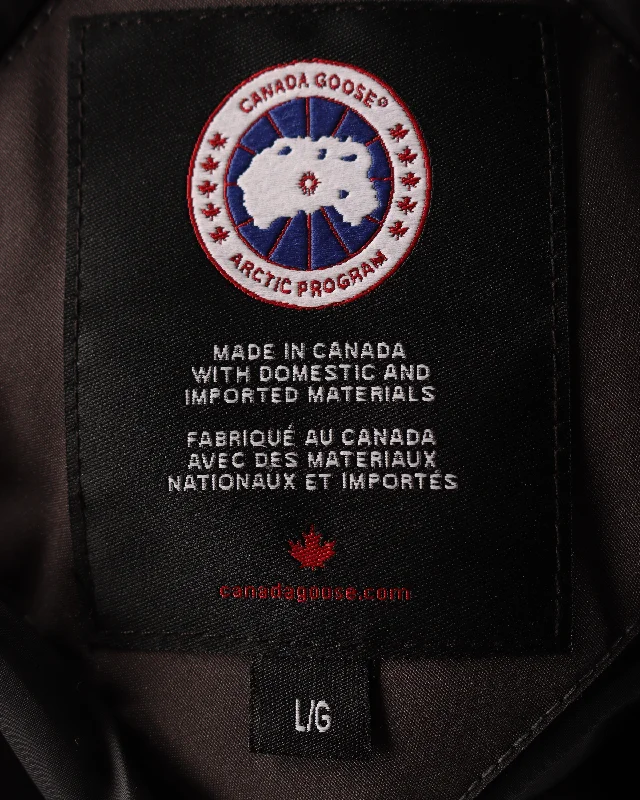 CANADA GOOSE®
ARCTIC PROGRAM
MADE IN CANADA
WITH DOMESTIC AND
IMPORTED MATERIALS
FABRIQUÉ AU CANADA
AVEC DES MATERIAUX
NATIONAUX ET IMPORTÉS
canadagoose.com
L/G